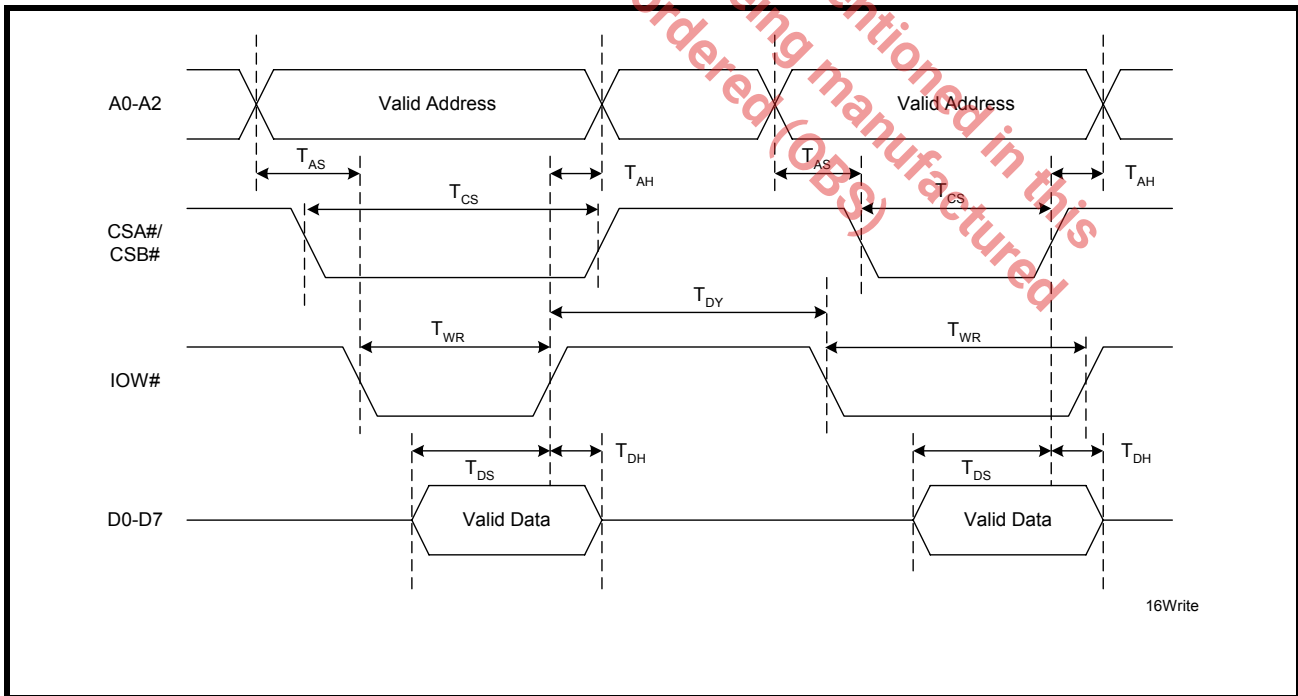 mentioned in this
being manufactured
ordered (OBS)
A0-A2
Valid Address
Valid Address
TAS
TAH
TAS
TAH
TCS
TCS
CSA#/
CSB#
TDY
TWR
TWR
IOW#
TDS
TDH
TDS
TDH
D0-D7
Valid Data
Valid Data
16Write